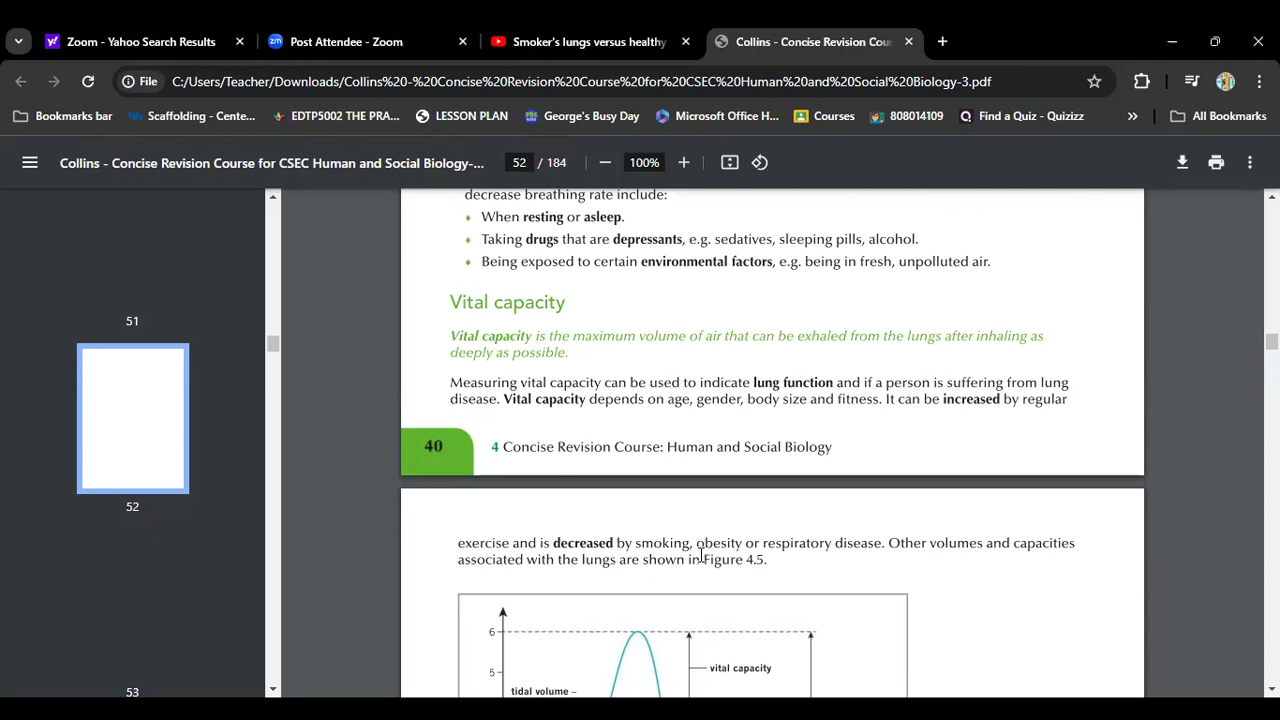 Zoom - Yahoo Search Results
Post Attendee - Zoom
Smoker's lungs versus healthy
Collins - Concise Revision Cour
File
C:/Users/Teacher/Downloads/Collins%20-%20Concise%20Revision%20Course%20for%20CSEC%20Human%20and%20Social%20Biology-3.pdf
Bookmarks bar
Scaffolding - Cente...
EDTP5002 THE PRA...
LESSON PLAN
George's Busy Day
Microsoft Office H...
Courses
808014109
Find a Quiz - Quizizz
All Bookmarks
Collins - Concise Revision Course for CSEC Human and Social Biology-...
52 / 184
100%
51
52
53
decrease breathing rate include:
When resting or asleep.
Taking drugs that are depressants, e.g. sedatives, sleeping pills, alcohol.
Being exposed to certain environmental factors, e.g. being in fresh, unpolluted air.
Vital capacity
Vital capacity is the maximum volume of air that can be exhaled from the lungs after inhaling as
deeply as possible.
Measuring vital capacity can be used to indicate lung function and if a person is suffering from lung
disease. Vital capacity depends on age, gender, body size and fitness. It can be increased by regular
40
4 Concise Revision Course: Human and Social Biology
exercise and is decreased by smoking, obesity or respiratory disease. Other volumes and capacities
associated with the lungs are shown in Figure 4.5.
6
5
vital capacity
tidal volume –